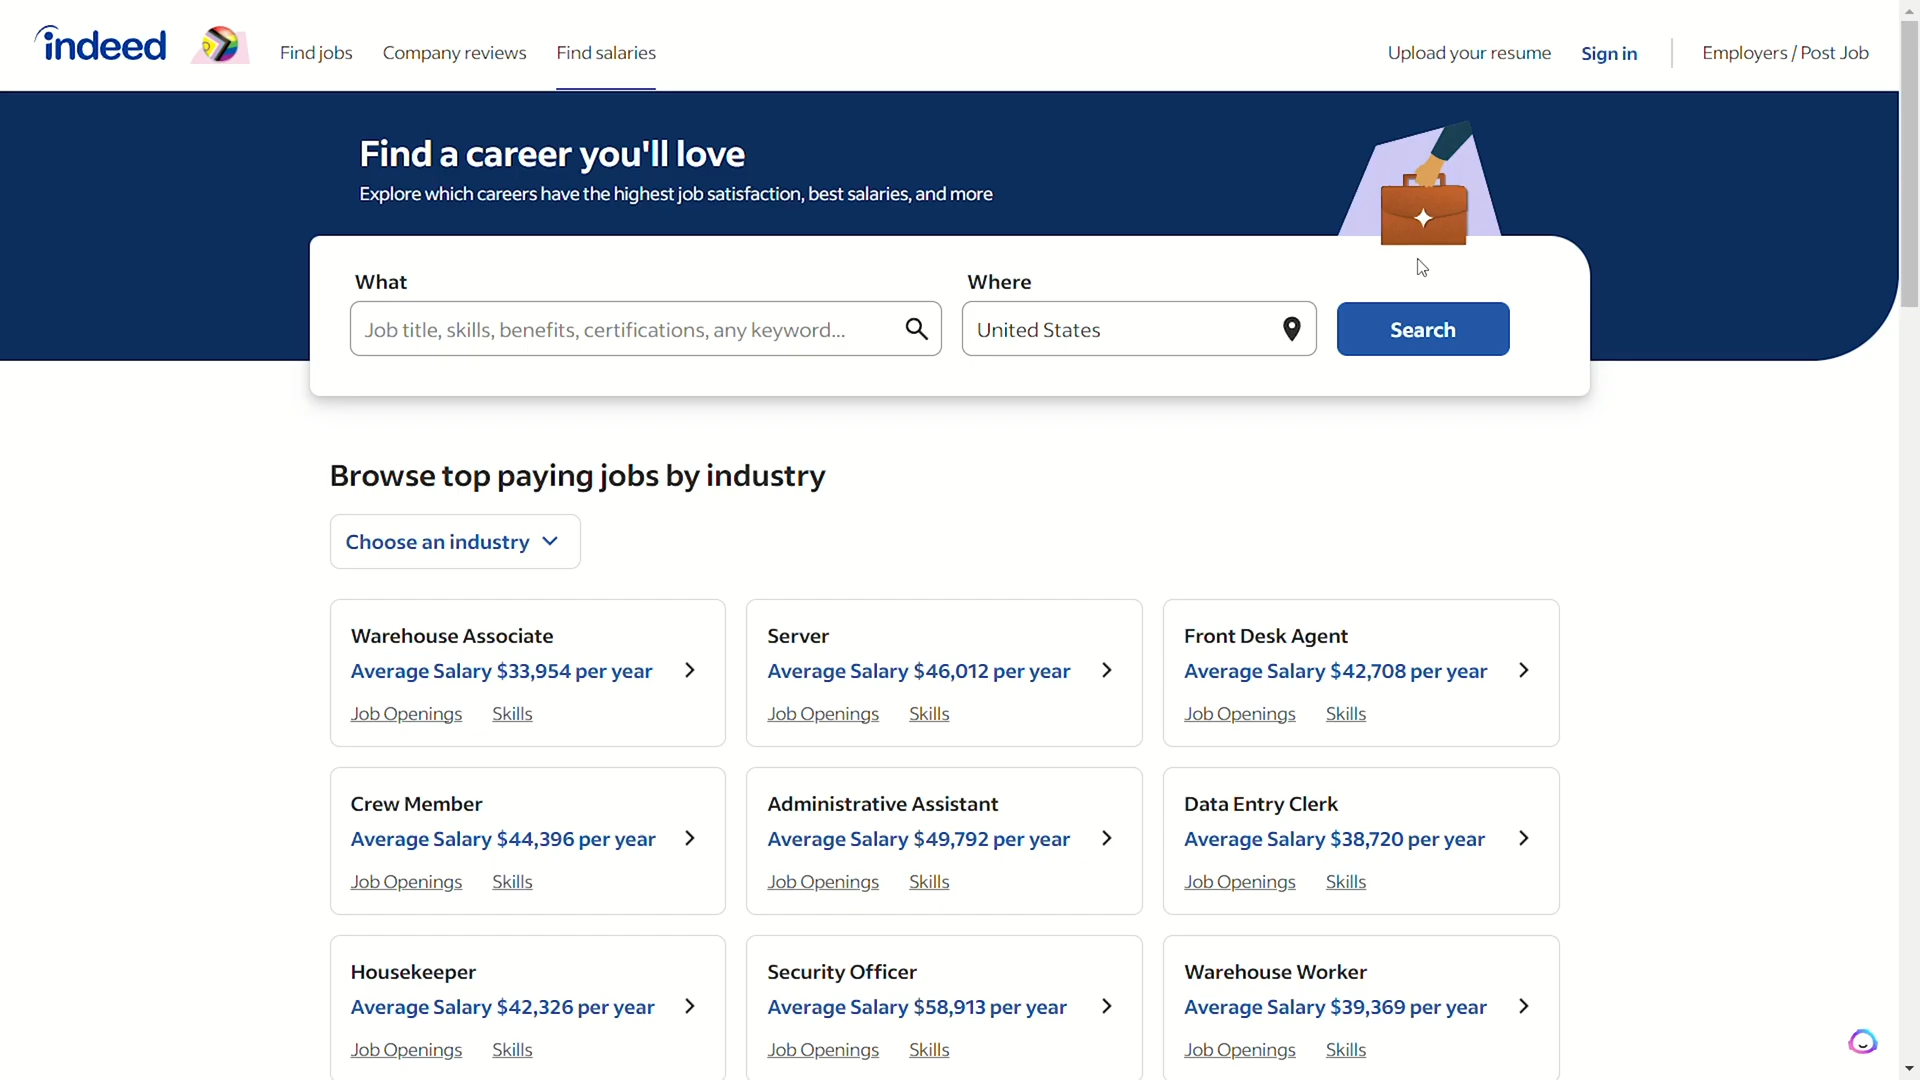 indeed
Find jobs
Company reviews
Find salaries
Upload your resume
Sign in
Employers / Post Job
Find a career you'll love
Explore which careers have the highest job satisfaction, best salaries, and more
What
Where
Job title, skills, benefits, certifications, any keyword...
United States
Search
Browse top paying jobs by industry
Choose an industry
Warehouse Associate
Average Salary $33,954 per year
Job Openings Skills
Server
Average Salary $46,012 per year
Job Openings Skills
Front Desk Agent
Average Salary $42,708 per year
Job Openings Skills
Crew Member
Average Salary $44,396 per year
Job Openings Skills
Administrative Assistant
Average Salary $49,792 per year
Job Openings Skills
Data Entry Clerk
Average Salary $38,720 per year
Job Openings Skills
Housekeeper
Average Salary $42,326 per year
Job Openings Skills
Security Officer
Average Salary $58,913 per year
Job Openings Skills
Warehouse Worker
Average Salary $39,369 per year
Job Openings Skills